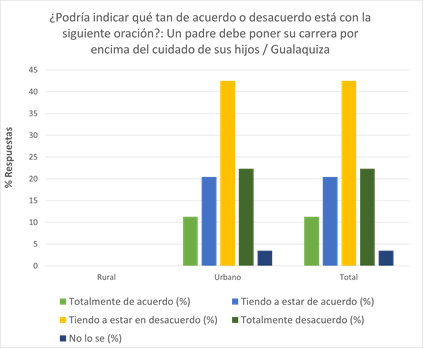 ¿Podría indicar qué tan de acuerdo o desacuerdo está con la
siguiente oración?: Un padre debe poner su carrera por
encima del cuidado de sus hijos / Gualaquiza
% Respuestas
45
40
35
30
25
20
15
10
5
0
Rural Urbano Total
Totalmente de acuerdo (%) Tiendo a estar de acuerdo (%)
Tiendo a estar en desacuerdo (%) Totalmente desacuerdo (%)
No lo se (%)